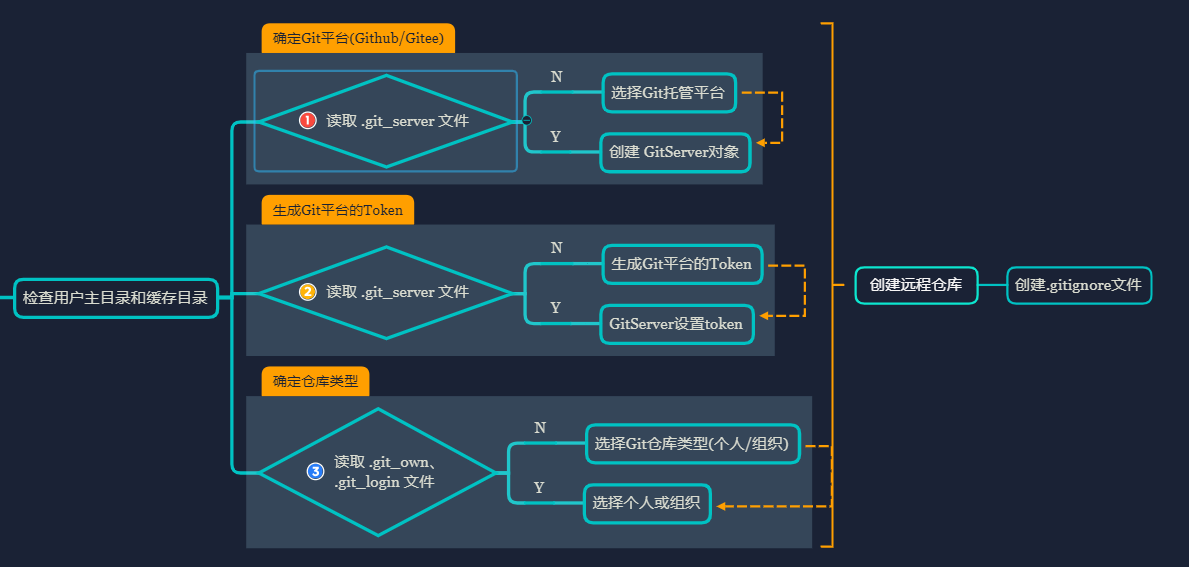 确定Git平台(Github/Gitee)
1 读取 .git_server 文件
N
选择Git托管平台
Y
创建 GitServer对象
生成Git平台的Token
检查用户主目录和缓存目录
2 读取 .git_server 文件
N
生成Git平台的Token
Y
GitServer设置token
确定仓库类型
3 读取 .git_own、
.git_login 文件
N
选择Git仓库类型(个人/组织)
Y
选择个人或组织
创建远程仓库
创建.gitignore文件